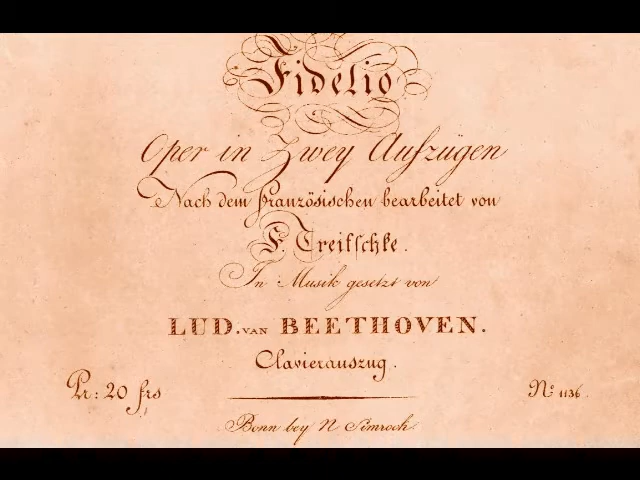 Fidelio
Oper in Zwey Aufzügen
Nach dem Französischen bearbeitet von
F. Treitschke.
In Musik gesetzt von
LUD. VAN BEETHOVEN.
Clavierauszug.
Pr: 20 frs
No 1136.
Bonn bey N Simrock.